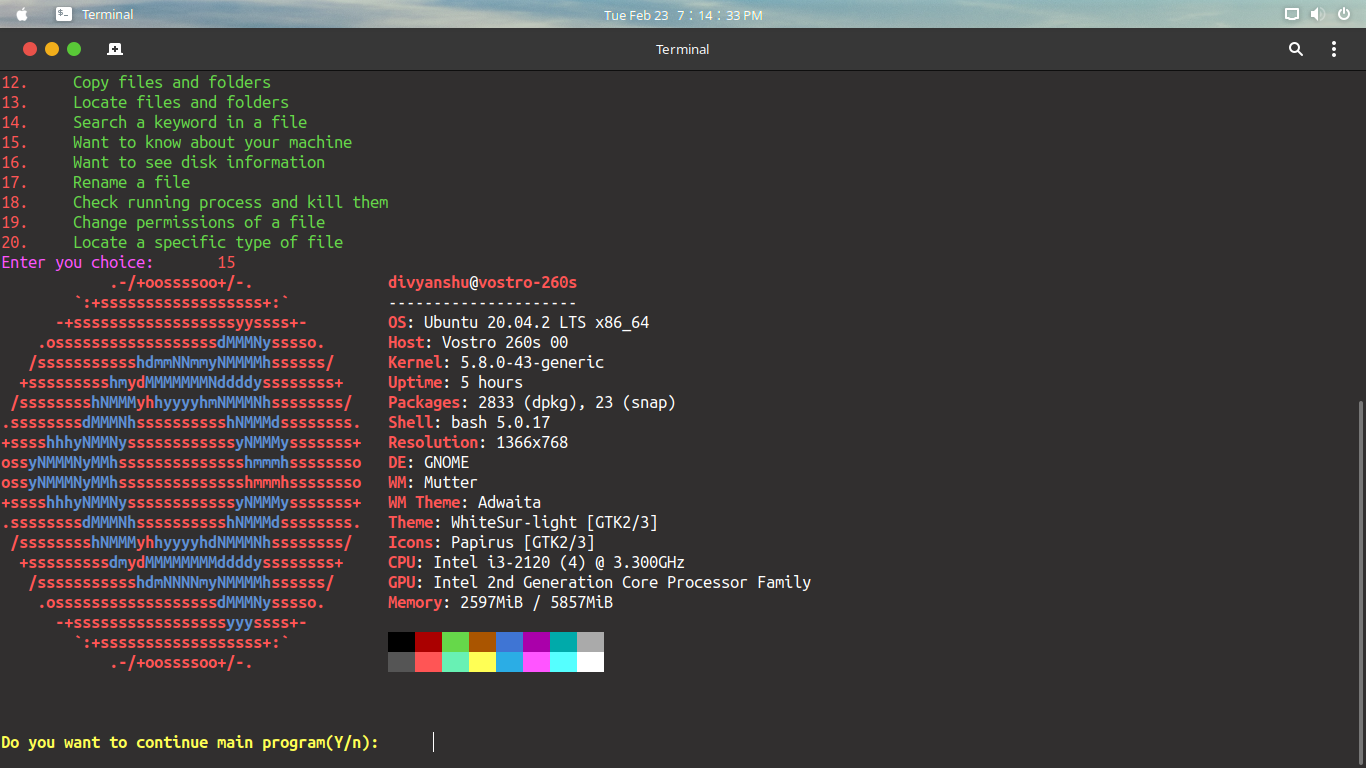 Terminal
Tue Feb 23 7 : 14 : 33 PM
Terminal
12. Copy files and folders
13. Locate files and folders
14. Search a keyword in a file
15. Want to know about your machine
16. Want to see disk information
17. Rename a file
18. Check running process and kill them
19. Change permissions of a file
20. Locate a specific type of file
Enter you choice: 15
.-/+oossssoo+/-. divyanshu@vostro-260s
`:+ssssssssssssssssss+:` ---------------------
-+ssssssssssssssssssyyssss+- OS: Ubuntu 20.04.2 LTS x86_64
.ossssssssssssssssssdMMMNysssso. Host: Vostro 260s 00
/ssssssssssshdmmNNmmyNMMMMhssssss/ Kernel: 5.8.0-43-generic
+ssssssssshmydMMMMMMMNddddyssssssss+ Uptime: 5 hours
/sssssssshNMMMyhhyyyyhmNMMMNhssssssss/ Packages: 2833 (dpkg), 23 (snap)
.ssssssssdMMMNhsssssssssshNMMMdssssssss. Shell: bash 5.0.17
+sssshhhyNMMNyssssssssssssyNMMMysssssss+ Resolution: 1366x768
ossyNMMMNyMMhsssssssssssssshmmmhssssssso DE: GNOME
ossyNMMMNyMMhsssssssssssssshmmmhssssssso WM: Mutter
+sssshhhyNMMNyssssssssssssyNMMMysssssss+ WM Theme: Adwaita
.ssssssssdMMMNhsssssssssshNMMMdssssssss. Theme: WhiteSur-light [GTK2/3]
/sssssssshNMMMyhhyyyyhdNMMMNhssssssss/ Icons: Papirus [GTK2/3]
+sssssssssdmydMMMMMMMMddddyssssssss+ CPU: Intel i3-2120 (4) @ 3.300GHz
/ssssssssssshdmNNNNmyNMMMMhssssss/ GPU: Intel 2nd Generation Core Processor Family
.ossssssssssssssssssdMMMNysssso. Memory: 2597MiB / 5857MiB
-+sssssssssssssssssyyyssss+-
`:+ssssssssssssssssss+:`
.-/+oossssoo+/-.
Do you want to continue main program(Y/n):